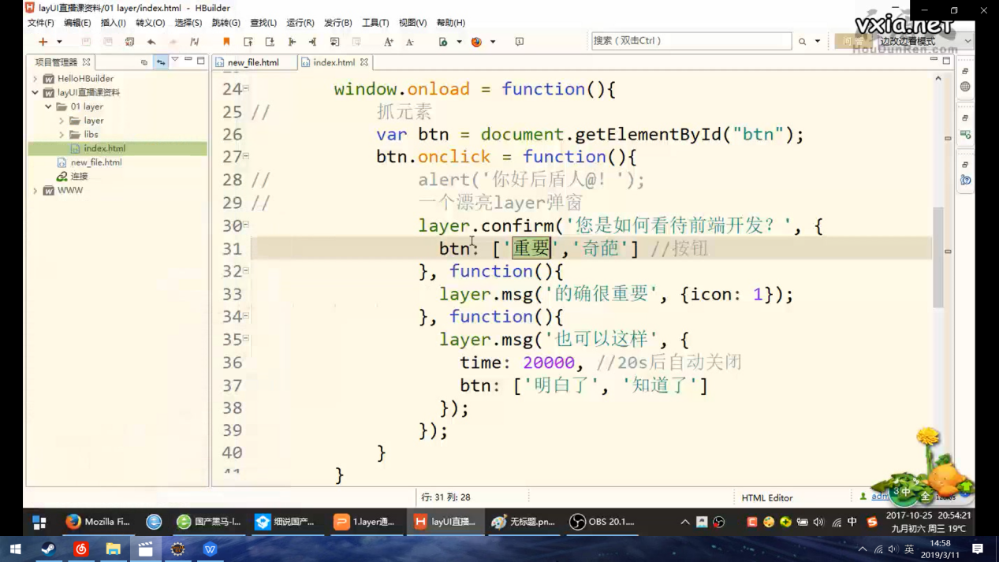 layUI直播课资料/01 layer/index.html - HBuilder
vxia.net
文件(F) 编辑(E) 插入(I) 转义(O) 选择(S) 跳转(G) 查找(L) 运行(R) 发行(B) 工具(T) 视图(V) 帮助(H)
搜索（双击Ctrl）
边改边看模式
HouDunRen.com
项目管理器
new_file.html
index.html
HelloHBuilder
layUI直播课资料
01 layer
layer
libs
index.html
new_file.html
连接
WWW
24 window.onload = function(){
25 // 抓元素
26 var btn = document.getElementById("btn");
27 btn.onclick = function(){
28 // alert('你好后盾人@！');
29 // 一个漂亮layer弹窗
30 layer.confirm('您是如何看待前端开发？', {
31 btn: ['重要','奇葩'] //按钮
32 }, function(){
33 layer.msg('的确很重要', {icon: 1});
34 }, function(){
35 layer.msg('也可以这样', {
36 time: 20000, //20s后自动关闭
37 btn: ['明白了', '知道了']
38 });
39 });
40 }
41 }
行: 31 列: 28
HTML Editor
Mozilla Fi...
国产黑马-l...
细说国产...
1.layer通...
layUI直播...
无标题.pn...
OBS 20.1....
中
2017-10-25 20:54:21
九月初六 周三 19℃
英
14:58
2019/3/11